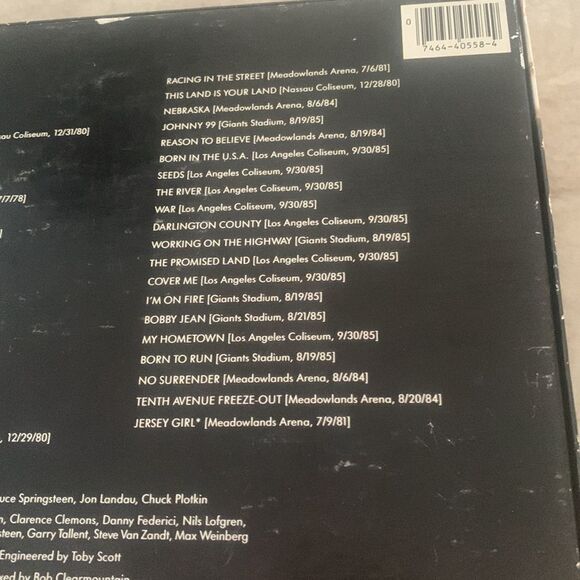 0
7464-40558-4
RACING IN THE STREET [Meadowlands Arena, 7/6/81]
THIS LAND IS YOUR LAND [Nassau Coliseum, 12/28/80]
NEBRASKA [Meadowlands Arena, 8/6/84]
Coliseum, 12/31/80]
JOHNNY 99 [Giants Stadium, 8/19/85]
REASON TO BELIEVE [Meadowlands Arena, 8/19/84]
BORN IN THE U.S.A. [Los Angeles Coliseum, 9/30/85]
SEEDS [Los Angeles Coliseum, 9/30/85]
7/7/78]
THE RIVER [Los Angeles Coliseum, 9/30/85]
WAR [Los Angeles Coliseum, 9/30/85]
DARLINGTON COUNTY [Los Angeles Coliseum, 9/30/85]
WORKING ON THE HIGHWAY [Giants Stadium, 8/19/85]
THE PROMISED LAND [Los Angeles Coliseum, 9/30/85]
COVER ME [Los Angeles Coliseum, 9/30/85]
I'M ON FIRE [Giants Stadium, 8/19/85]
BOBBY JEAN [Giants Stadium, 8/21/85]
MY HOMETOWN [Los Angeles Coliseum, 9/30/85]
BORN TO RUN [Giants Stadium, 8/19/85]
NO SURRENDER [Meadowlands Arena, 8/6/84]
TENTH AVENUE FREEZE-OUT [Meadowlands Arena, 8/20/84]
JERSEY GIRL* [Meadowlands Arena, 7/9/81]
, 12/29/80]
uce Springsteen, Jon Landau, Chuck Plotkin
n, Clarence Clemons, Danny Federici, Nils Lofgren,
steen, Garry Tallent, Steve Van Zandt, Max Weinberg
Engineered by Toby Scott
xed by Bob Clearmountain